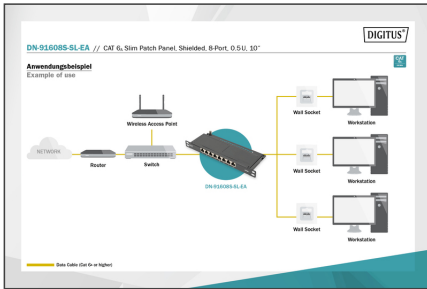 DIGITUS®
DN-91608S-SL-EA // CAT 6A Slim Patch Panel, Shielded, 8-Port, 0.5 U, 10"
CAT
Anwendungsbeispiel
Example of use
Wireless Access Point
NETWORK
Router
Switch
DN-91608S-SL-EA
Wall Socket
Workstation
Wall Socket
Workstation
Wall Socket
Workstation
Data Cable (Cat 6A or higher)